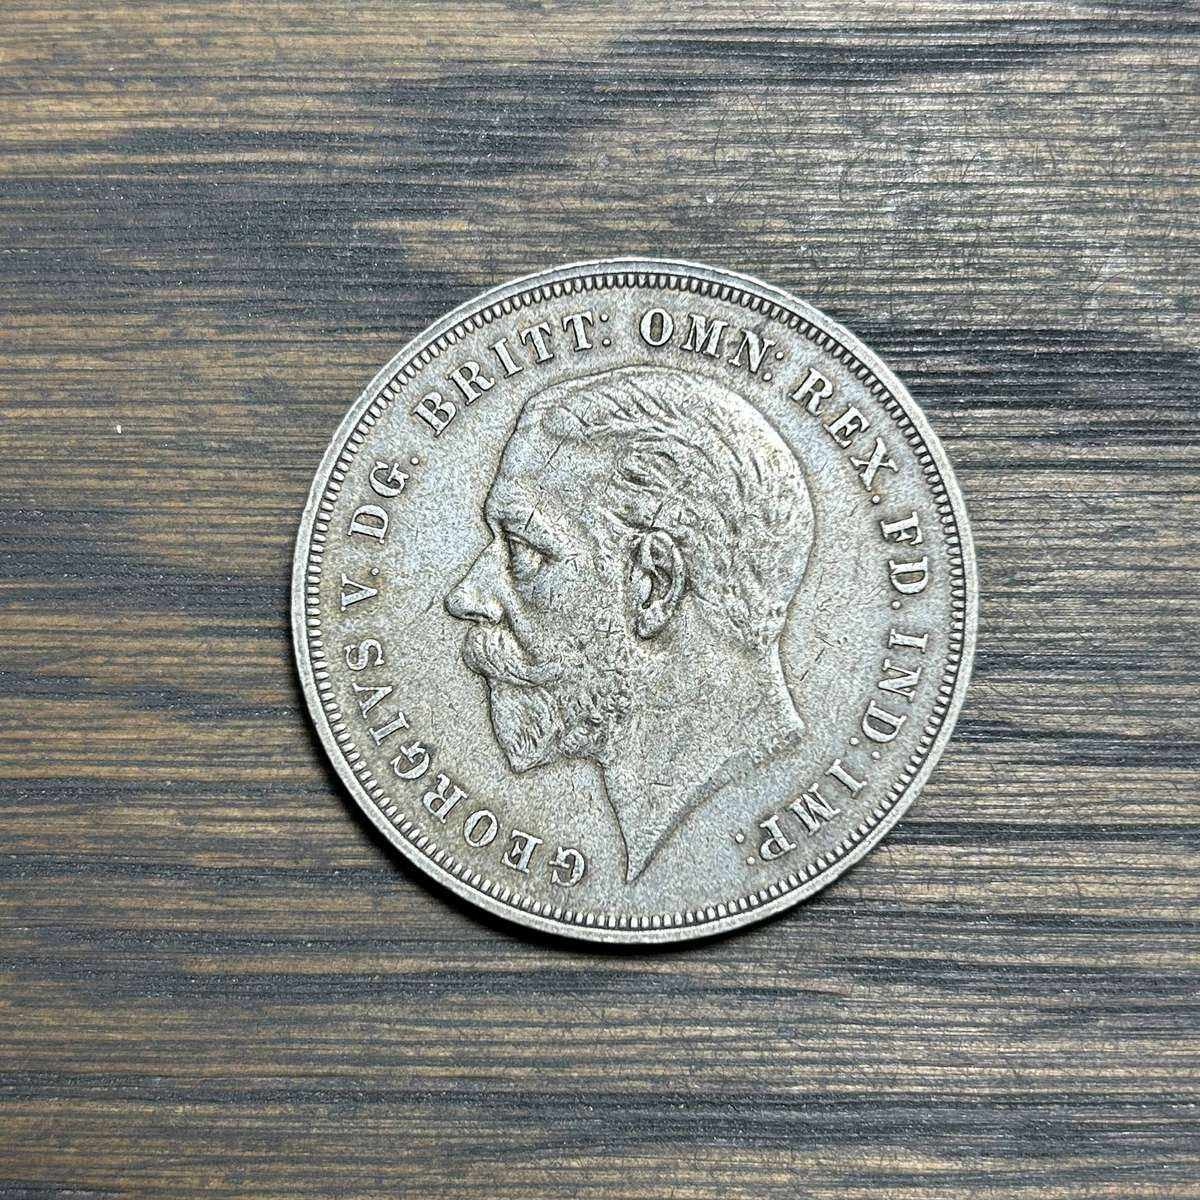 GEORGIVS V. DG. BRITT: OMN: REX. FD. IND: IMP: